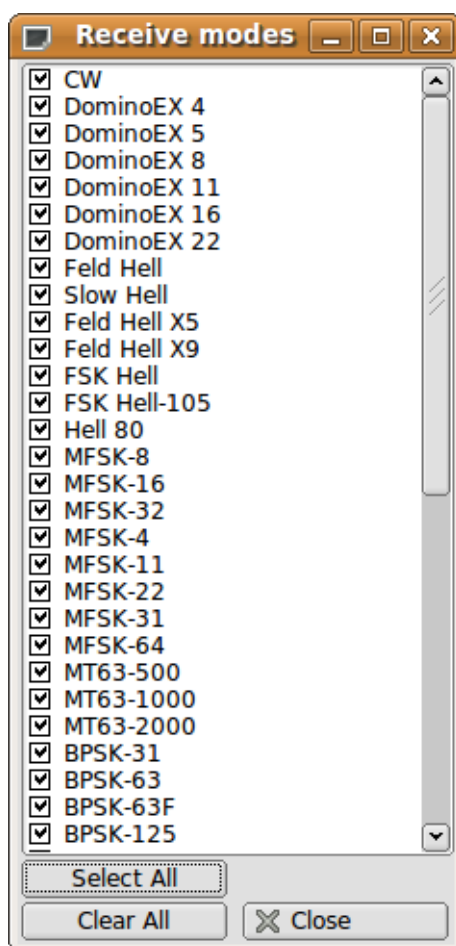 Receive modes
CW
DominoEX 4
DominoEX 5
DominoEX 8
DominoEX 11
DominoEX 16
DominoEX 22
Feld Hell
Slow Hell
Feld Hell X5
Feld Hell X9
FSK Hell
FSK Hell-105
Hell 80
MFSK-8
MFSK-16
MFSK-32
MFSK-4
MFSK-11
MFSK-22
MFSK-31
MFSK-64
MT63-500
MT63-1000
MT63-2000
BPSK-31
BPSK-63
BPSK-63F
BPSK-125
Select All
Clear All Close